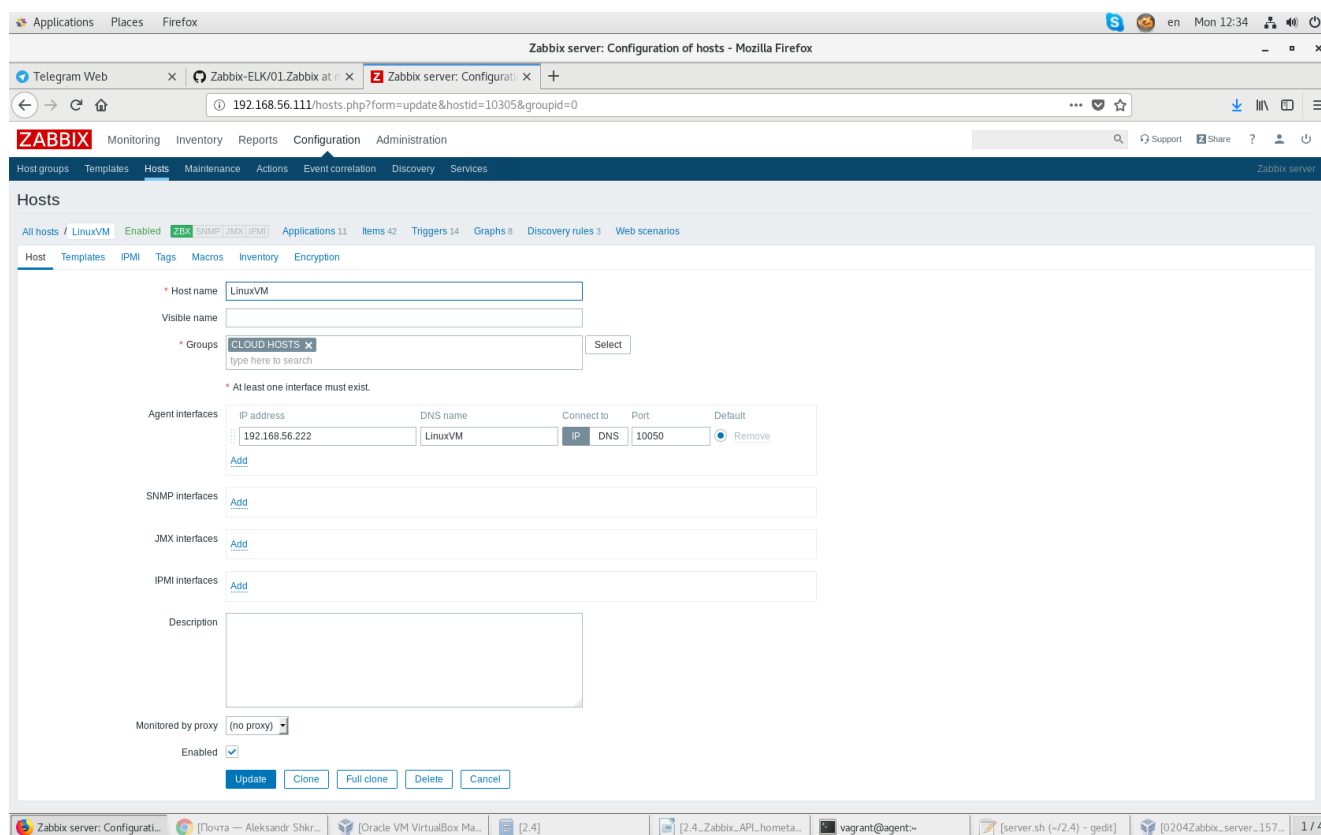 Applications Places Firefox en Mon 12:34
Zabbix server: Configuration of hosts - Mozilla Firefox
Telegram Web Zabbix-ELK/01.Zabbix at Zabbix server: Configurati
192.168.56.111/hosts.php?form=update&hostid=10305&groupid=0
ZABBIX Monitoring Inventory Reports Configuration Administration Support Z Share ?
Host groups Templates Hosts Maintenance Actions Event correlation Discovery Services Zabbix server
Hosts
All hosts / LinuxVM Enabled ZBX SNMP JMX IPMI Applications 11 Items 42 Triggers 14 Graphs 8 Discovery rules 3 Web scenarios
Host Templates IPMI Tags Macros Inventory Encryption
* Host name LinuxVM
Visible name
* Groups CLOUD HOSTS Select
type here to search
* At least one interface must exist.
Agent interfaces IP address DNS name Connect to Port Default
192.168.56.222 LinuxVM IP DNS 10050 Remove
Add
SNMP interfaces Add
JMX interfaces Add
IPMI interfaces Add
Description
Monitored by proxy (no proxy)
Enabled
Update Clone Full clone Delete Cancel
Zabbix server: Configurati... [Почта — Aleksandr Shkr... [Oracle VM VirtualBox Ma... [2.4] [2.4_Zabbix_API_hometa... vagrant@agent:~ [server.sh (~/2.4) - gedit] [0204Zabbix_server_157... 1 / 4